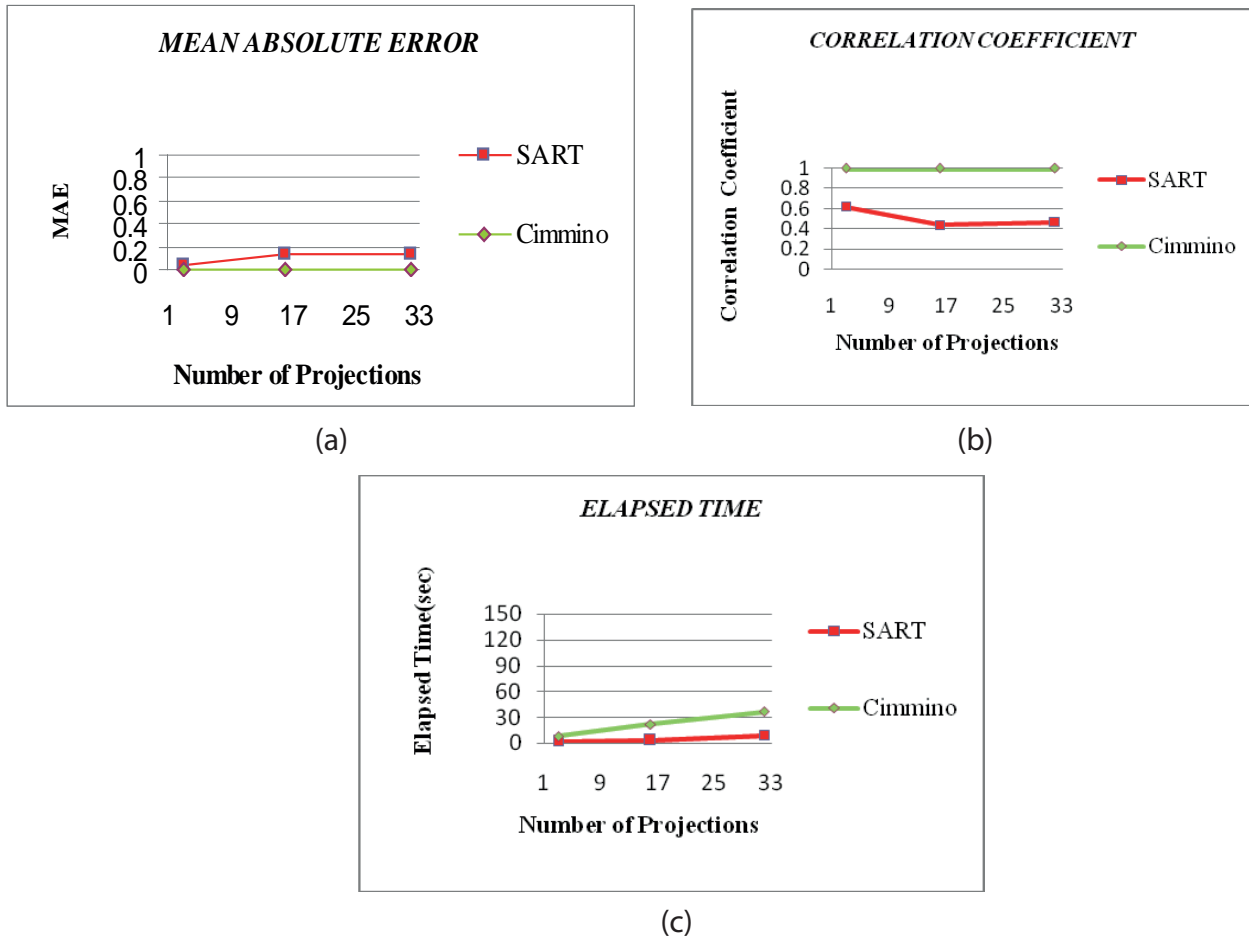 MEAN ABSOLUTE ERROR
MAE
1
0.8
0.6
0.4
0.2
0
1 9 17 25 33
Number of Projections
SART
Cimmino
(a)
CORRELATION COEFFICIENT
Correlation Coefficient
1
0.8
0.6
0.4
0.2
0
1 9 17 25 33
Number of Projections
SART
Cimmino
(b)
ELAPSED TIME
Elapsed Time(sec)
150
120
90
60
30
0
1 9 17 25 33
Number of Projections
SART
Cimmino
(c)